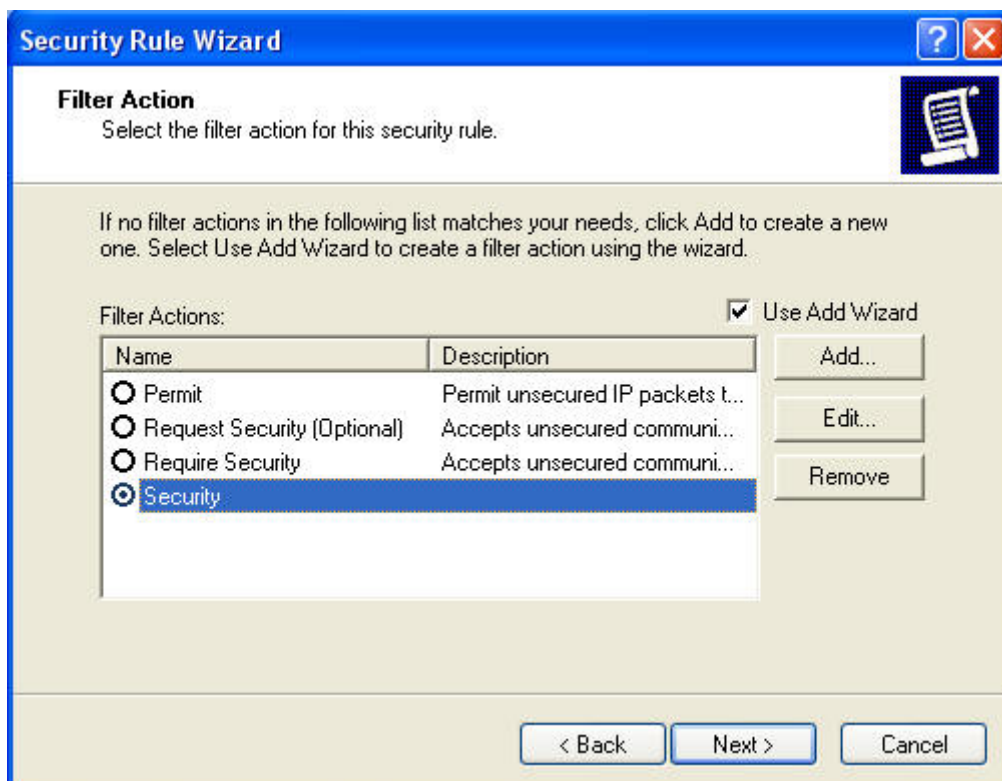 Security Rule Wizard
Filter Action
Select the filter action for this security rule.
If no filter actions in the following list matches your needs, click Add to create a new
one. Select Use Add Wizard to create a filter action using the wizard.
Filter Actions:
Use Add Wizard
Name Description
Permit Permit unsecured IP packets t...
Request Security (Optional) Accepts unsecured communi...
Require Security Accepts unsecured communi...
Security
Add...
Edit...
Remove
< Back Next > Cancel